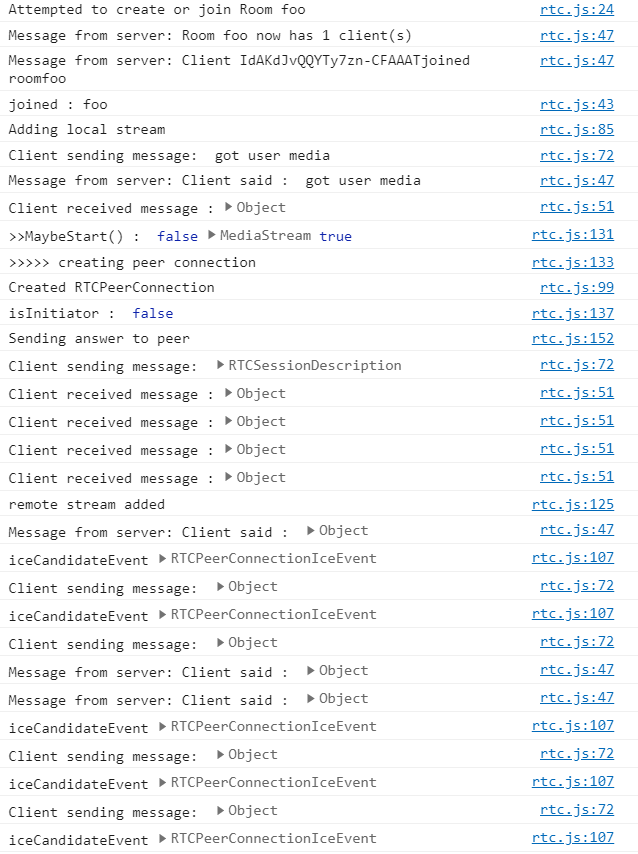 Attempted to create or join Room foo rtc.js:24
Message from server: Room foo now has 1 client(s) rtc.js:47
Message from server: Client IdAKdJvQQYTy7zn-CFAAATjoined rtc.js:47
roomfoo
joined : foo rtc.js:43
Adding local stream rtc.js:85
Client sending message:  got user media rtc.js:72
Message from server: Client said :  got user media rtc.js:47
Client received message : ▶Object rtc.js:51
>>MaybeStart() :  false ▶MediaStream true rtc.js:131
>>>>> creating peer connection rtc.js:133
Created RTCPeerConnection rtc.js:99
isInitiator :  false rtc.js:137
Sending answer to peer rtc.js:152
Client sending message:  ▶RTCSessionDescription rtc.js:72
Client received message : ▶Object rtc.js:51
Client received message : ▶Object rtc.js:51
Client received message : ▶Object rtc.js:51
Client received message : ▶Object rtc.js:51
remote stream added rtc.js:125
Message from server: Client said :  ▶Object rtc.js:47
iceCandidateEvent ▶RTCPeerConnectionIceEvent rtc.js:107
Client sending message:  ▶Object rtc.js:72
iceCandidateEvent ▶RTCPeerConnectionIceEvent rtc.js:107
Client sending message:  ▶Object rtc.js:72
Message from server: Client said :  ▶Object rtc.js:47
Message from server: Client said :  ▶Object rtc.js:47
iceCandidateEvent ▶RTCPeerConnectionIceEvent rtc.js:107
Client sending message:  ▶Object rtc.js:72
iceCandidateEvent ▶RTCPeerConnectionIceEvent rtc.js:107
Client sending message:  ▶Object rtc.js:72
iceCandidateEvent ▶RTCPeerConnectionIceEvent rtc.js:107